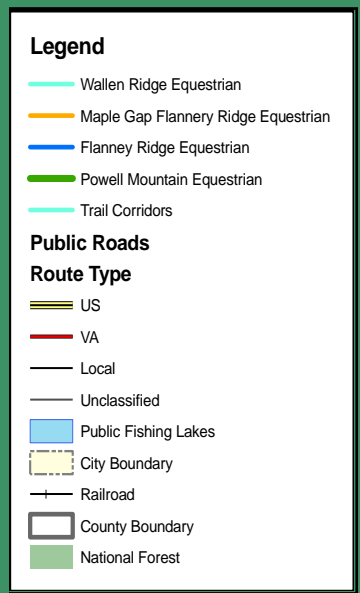 Legend
Wallen Ridge Equestrian
Maple Gap Flannery Ridge Equestrian
Flanney Ridge Equestrian
Powell Mountain Equestrian
Trail Corridors
Public Roads
Route Type
US
VA
Local
Unclassified
Public Fishing Lakes
City Boundary
Railroad
County Boundary
National Forest